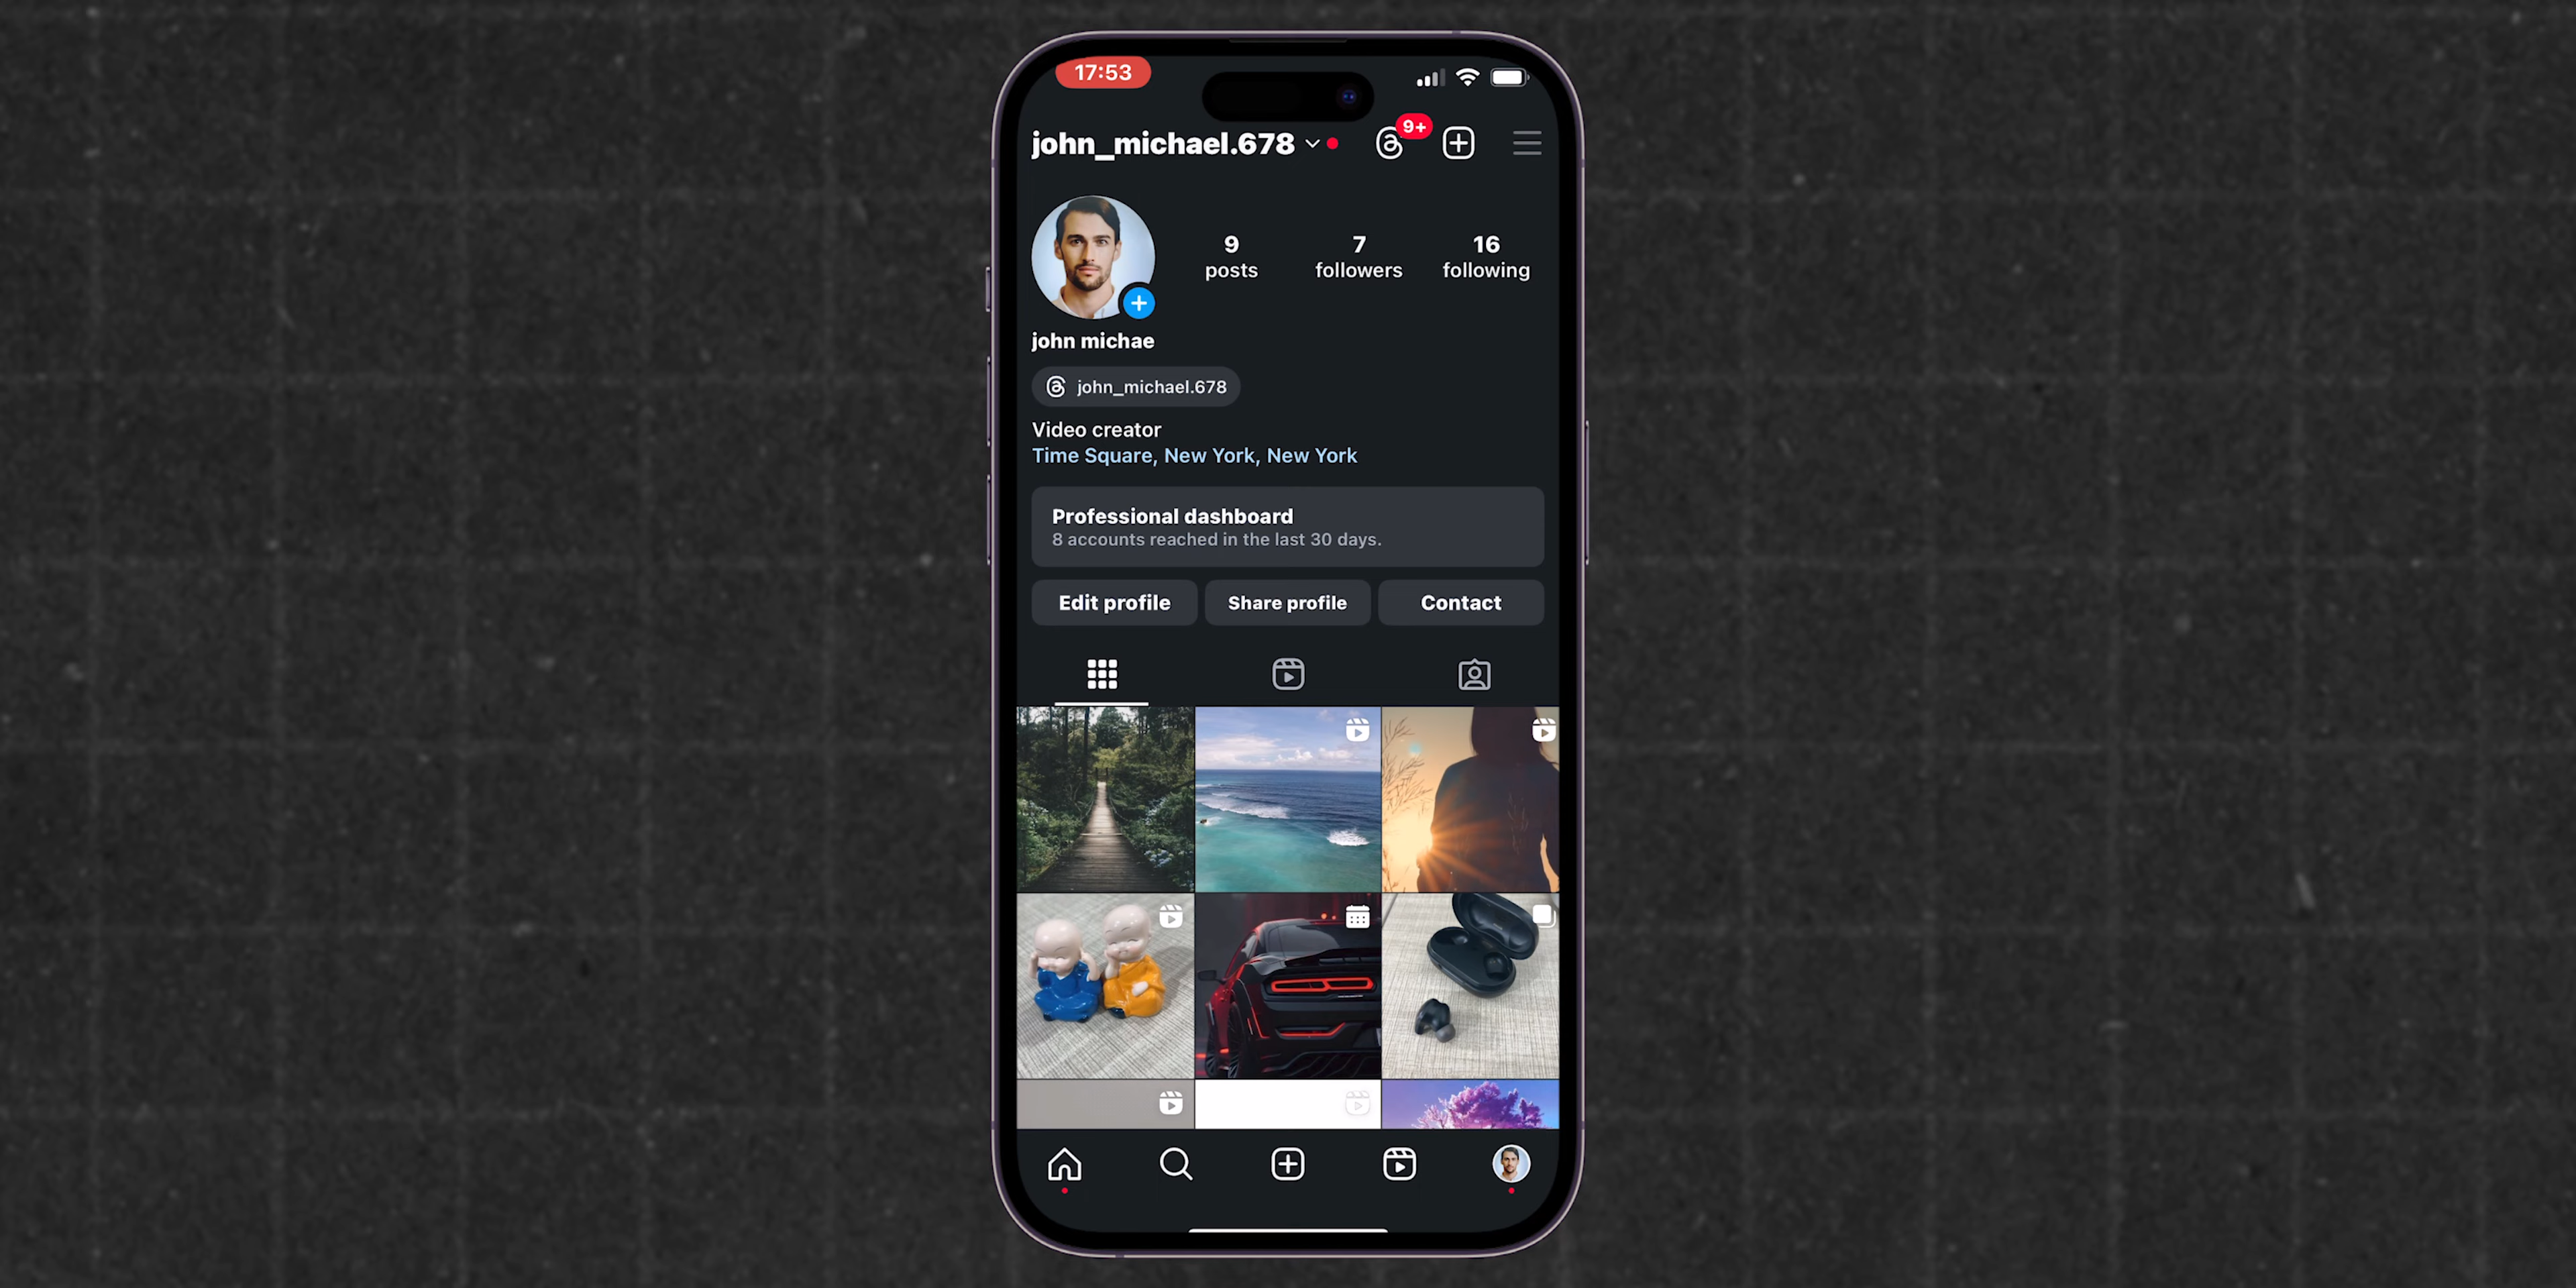 17:53
john_michael.678
9+
9
posts
7
followers
16
following
john michae
john_michael.678
Video creator
Time Square, New York, New York
Professional dashboard
8 accounts reached in the last 30 days.
Edit profile
Share profile
Contact